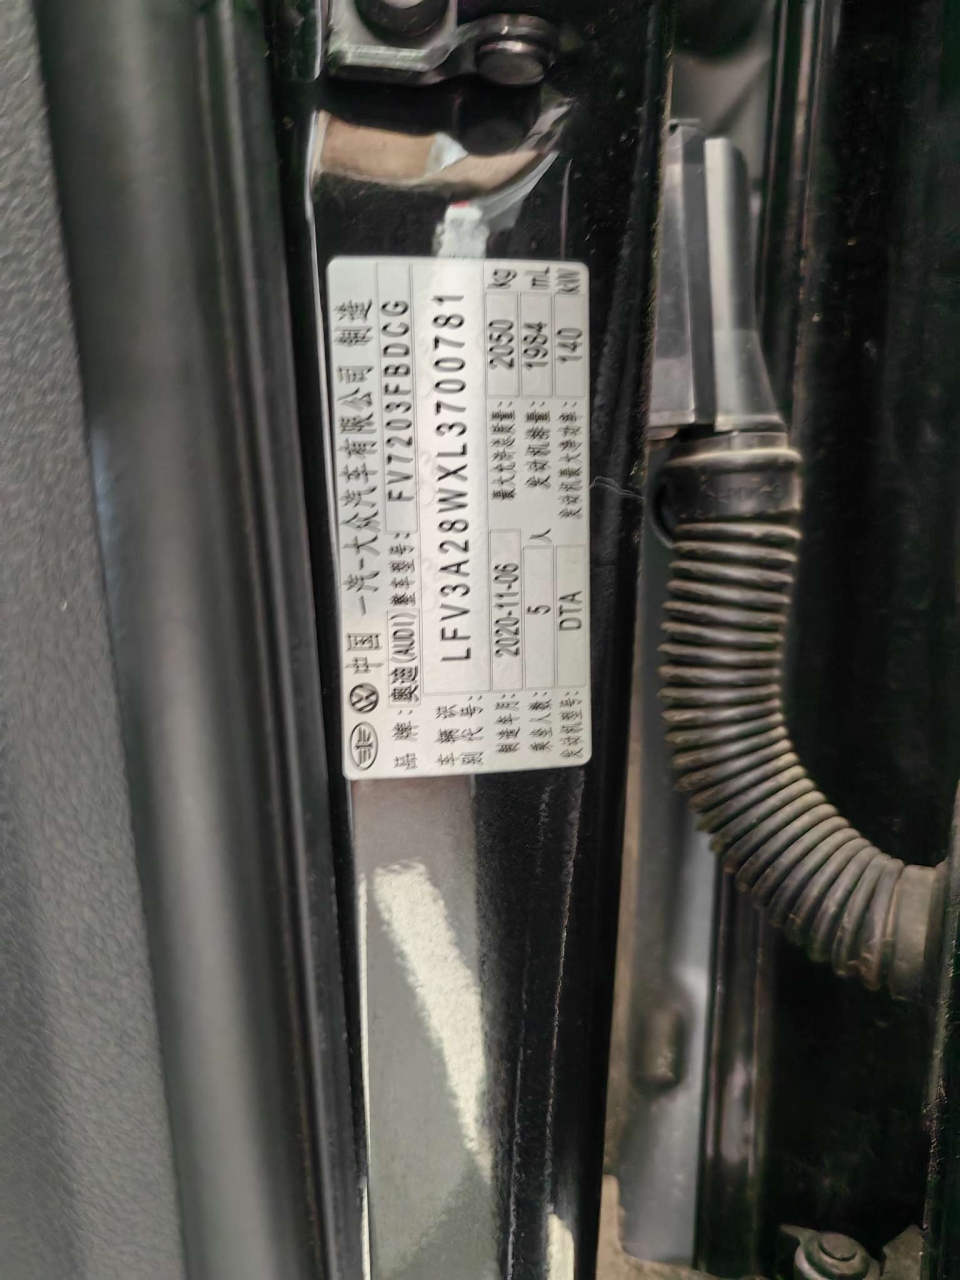 中国 一汽-大众汽车有限公司 制造
品牌: 奥迪(AUDI) 整车型号: FV7203FBDCG
车辆识别代号: LFV3A28WXL3700781
制造年月: 2020-11-06 最大允许总质量: 2050 kg
乘坐人数: 5 人 发动机排量: 1984 mL
发动机型号: DTA 发动机最大净功率: 140 kW